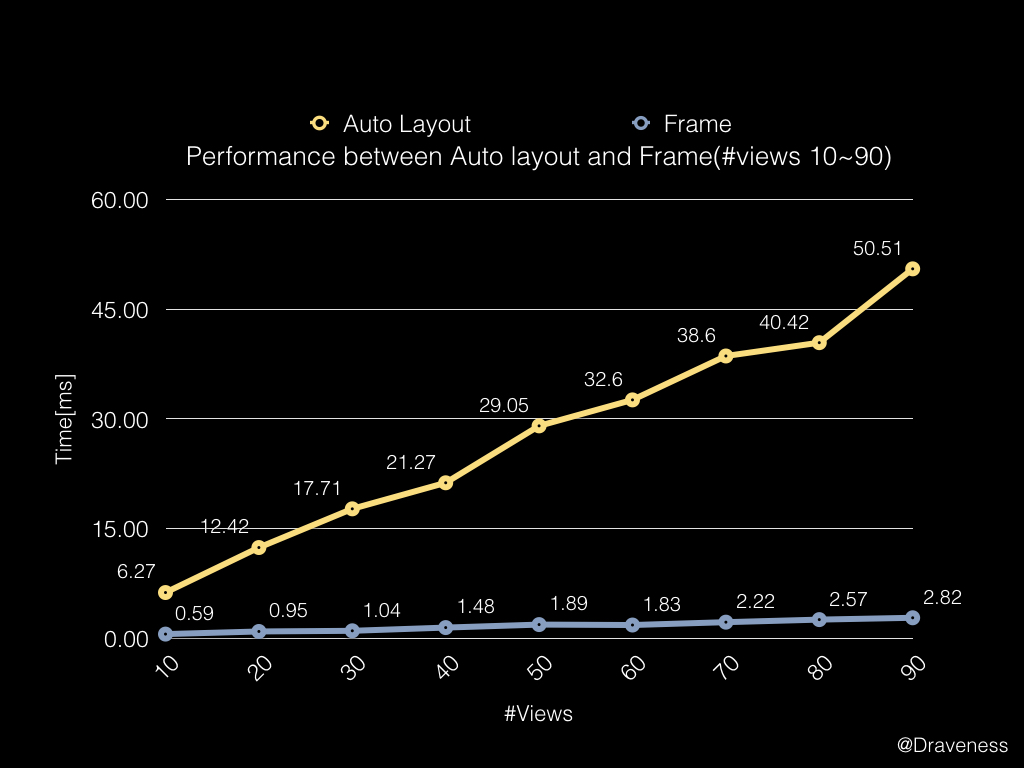 Auto Layout Frame
Performance between Auto layout and Frame(#views 10~90)
60.00
50.51
45.00
40.42
38.6
32.6
Time[ms]
30.00
29.05
21.27
17.71
15.00
12.42
6.27
0.59 0.95 1.04 1.48 1.89 1.83 2.22 2.57 2.82
0.00
10 20 30 40 50 60 70 80 90
#Views
@Draveness